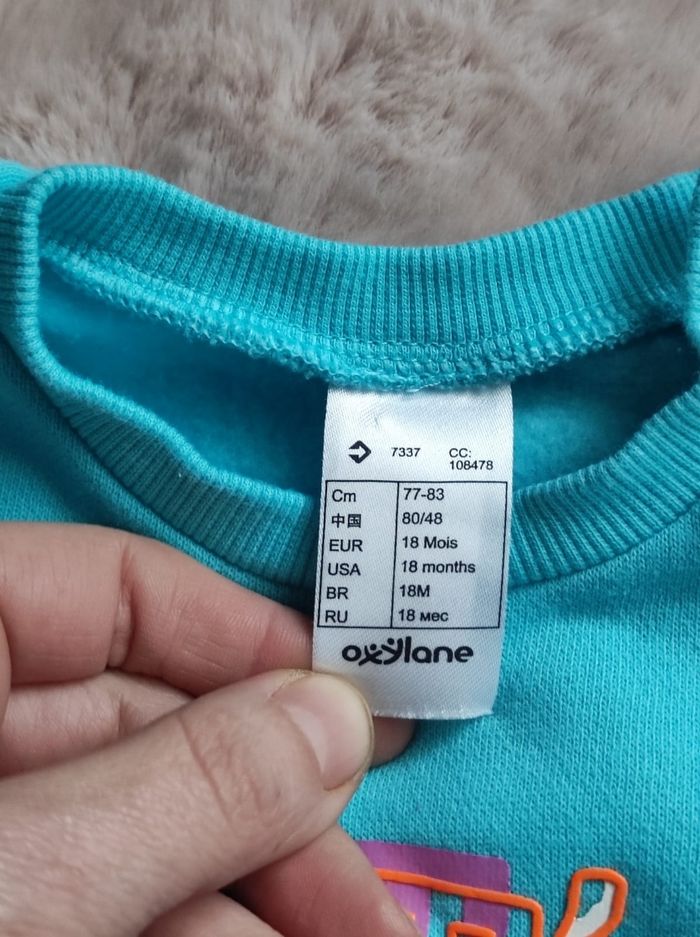 7337 CC:
108478
Cm 77-83
中国 80/48
EUR 18 Mois
USA 18 months
BR 18M
RU 18 мес
oxylane